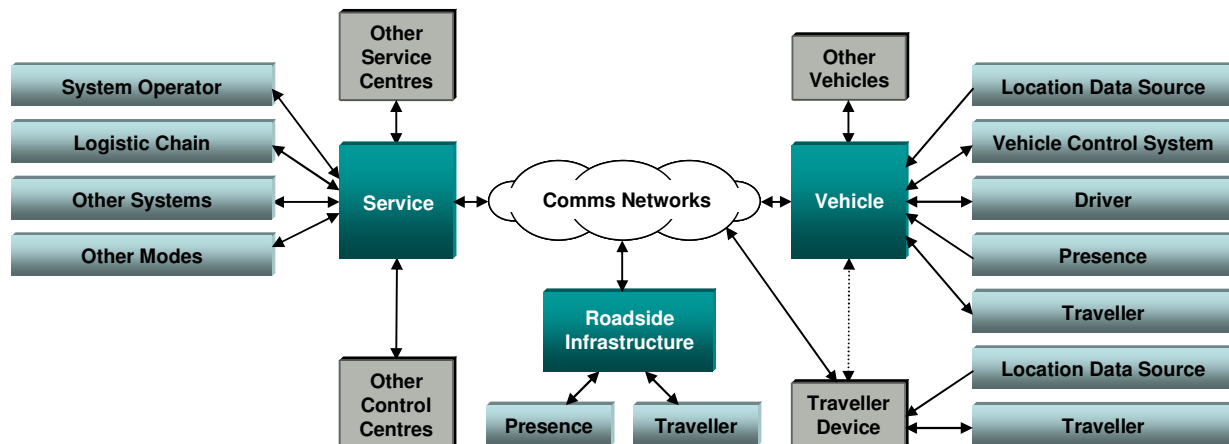 Other
Service
Centres
System Operator
Logistic Chain
Other Systems
Other Modes
Service
Other
Control
Centres
Comms Networks
Roadside
Infrastructure
Presence
Traveller
Other
Vehicles
Vehicle
Traveller
Device
Location Data Source
Vehicle Control System
Driver
Presence
Traveller
Location Data Source
Traveller